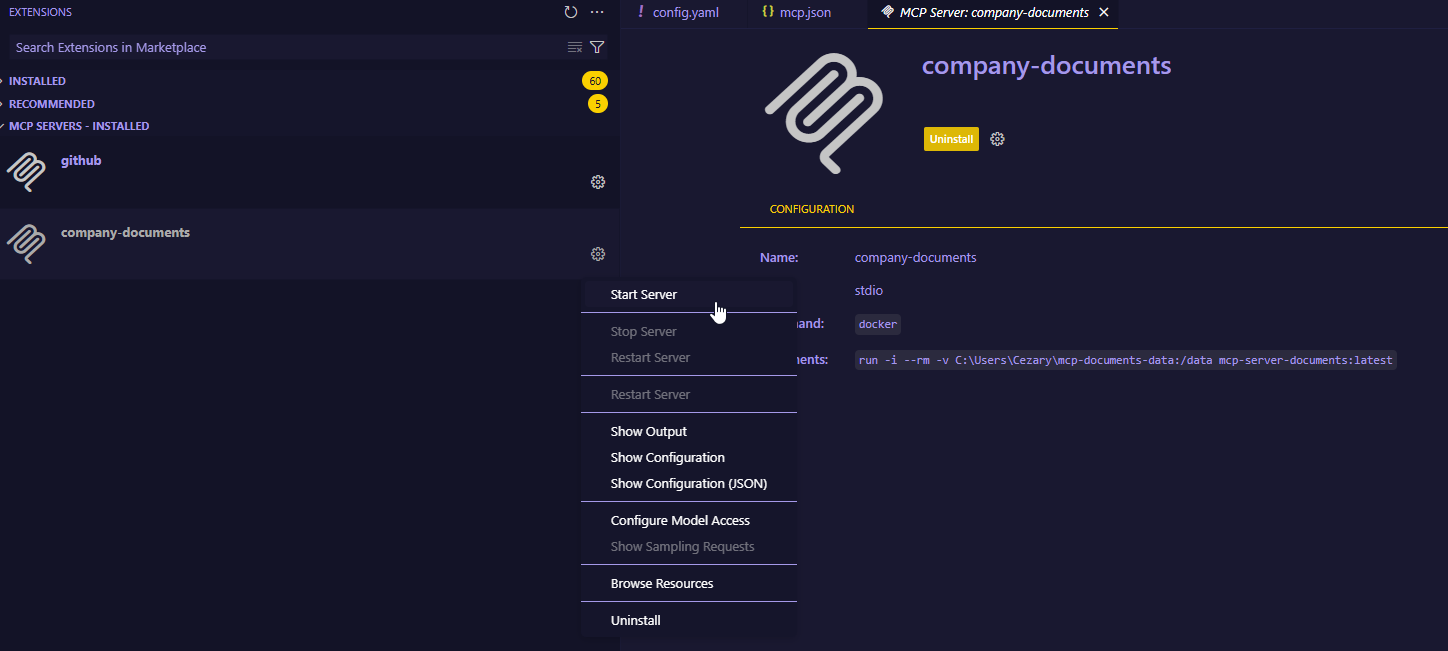 EXTENSIONS
Search Extensions in Marketplace
INSTALLED 60
RECOMMENDED 5
MCP SERVERS - INSTALLED
github
company-documents
Start Server
Stop Server
Restart Server
Restart Server
Show Output
Show Configuration
Show Configuration (JSON)
Configure Model Access
Show Sampling Requests
Browse Resources
Uninstall
! config.yaml
{} mcp.json
MCP Server: company-documents
company-documents
Uninstall
CONFIGURATION
Name: company-documents
stdio
and: docker
ents: run -i --rm -v C:\Users\Cezary\mcp-documents-data:/data mcp-server-documents:latest